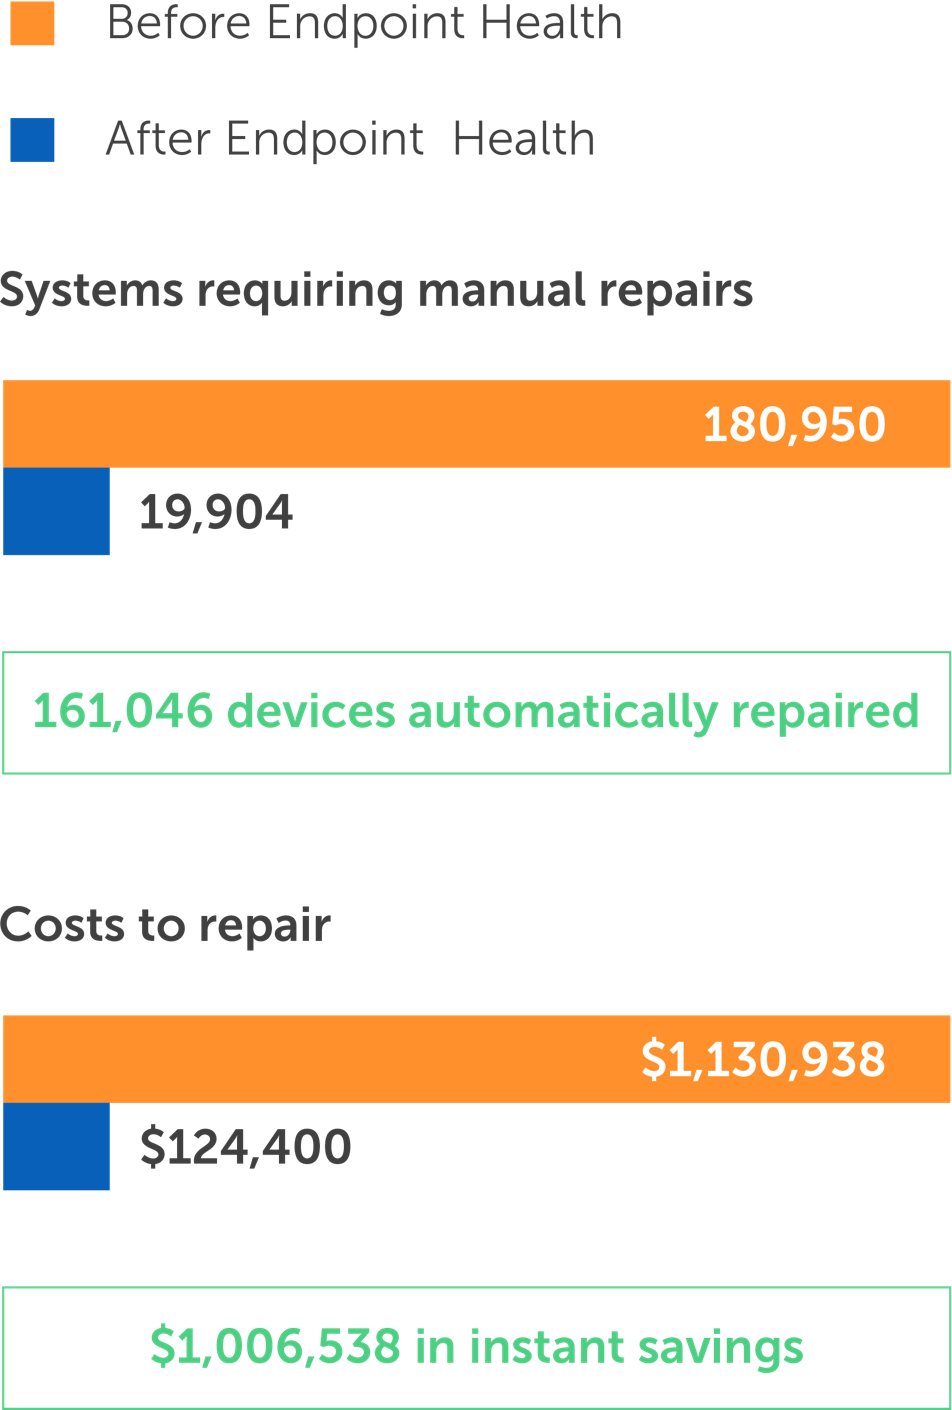 Before Endpoint Health
After Endpoint Health
Systems requiring manual repairs
180,950
19,904
161,046 devices automatically repaired
Costs to repair
$1,130,938
$124,400
$1,006,538 in instant savings